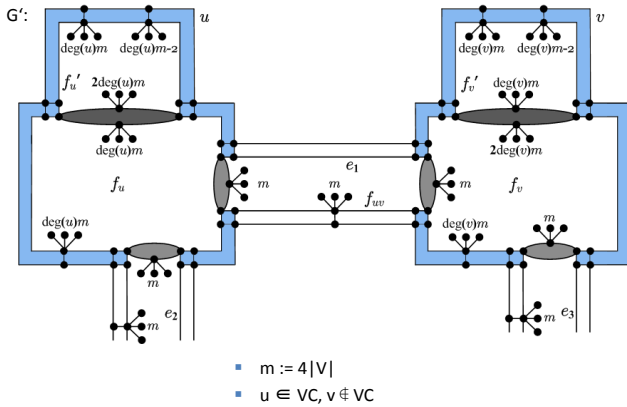 G‘:
u
v
deg(u)m
deg(u)m-2
deg(v)m
deg(v)m-2
fu'
2deg(u)m
fv'
deg(v)m
deg(u)m
2deg(v)m
e1
fu
m
m
fuv
m
fv
deg(u)m
deg(v)m
m
m
e2
m
e3
m
m := 4|V|
u ∈ VC, v ∉ VC